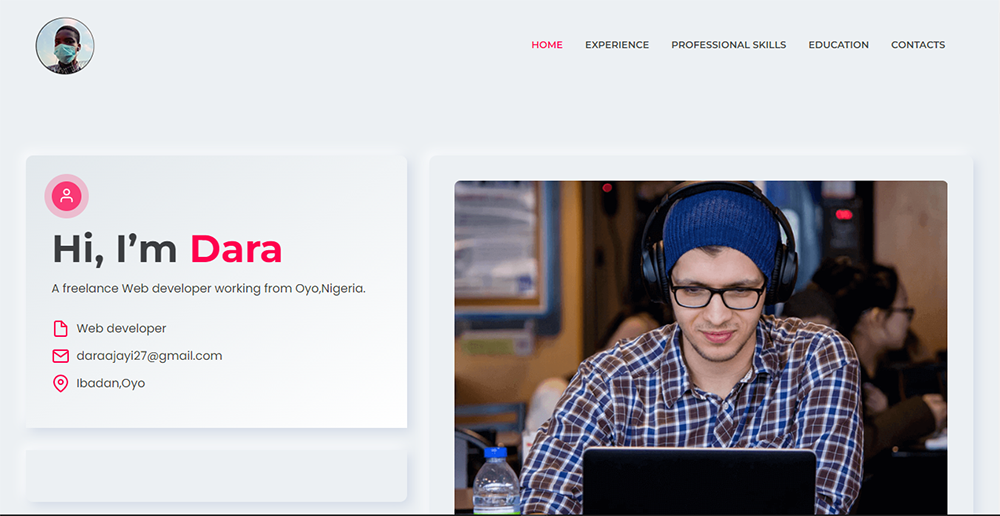 HOME EXPERIENCE PROFESSIONAL SKILLS EDUCATION CONTACTS
Hi, I’m Dara
A freelance Web developer working from Oyo,Nigeria.
Web developer
daraajayi27@gmail.com
Ibadan,Oyo